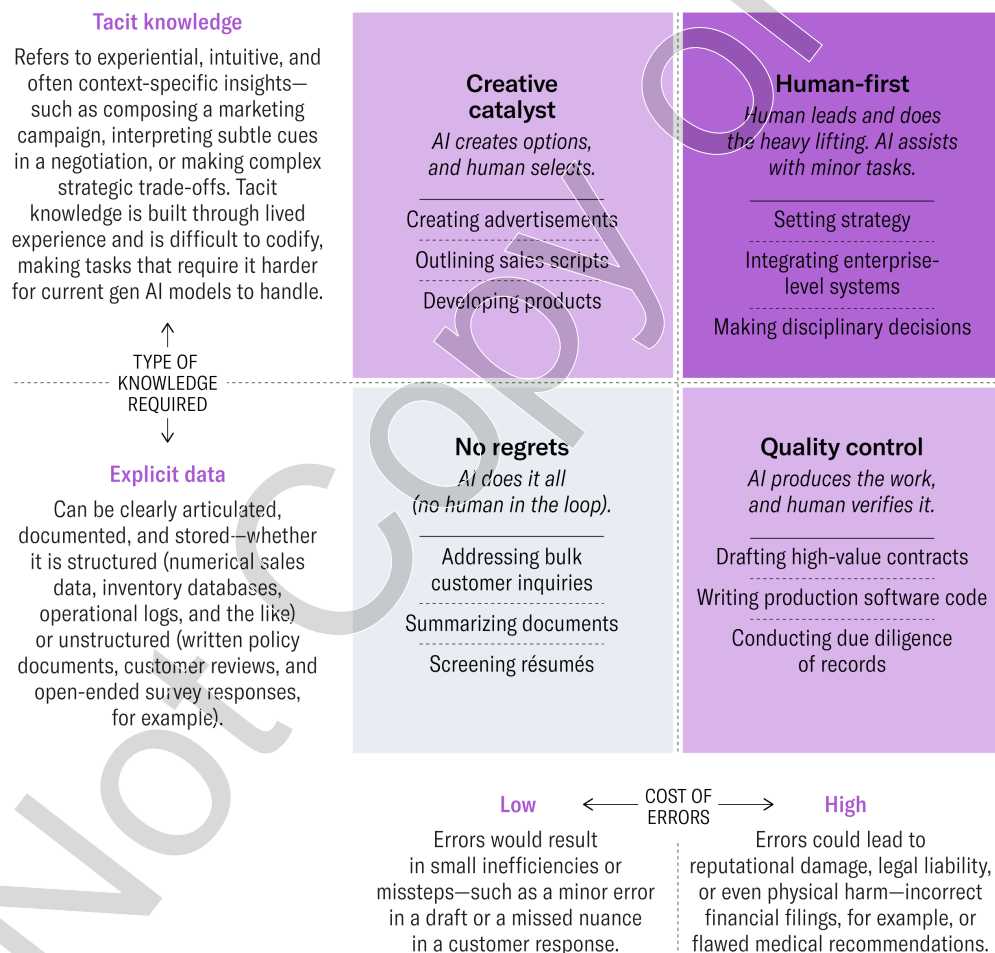 Tacit knowledge
Refers to experiential, intuitive, and
often context-specific insights—
such as composing a marketing
campaign, interpreting subtle cues
in a negotiation, or making complex
strategic trade-offs. Tacit
knowledge is built through lived
experience and is difficult to codify,
making tasks that require it harder
for current gen AI models to handle.
TYPE OF
KNOWLEDGE
REQUIRED
Explicit data
Can be clearly articulated,
documented, and stored—whether
it is structured (numerical sales
data, inventory databases,
operational logs, and the like)
or unstructured (written policy
documents, customer reviews, and
open-ended survey responses,
for example).
Creative
catalyst
AI creates options,
and human selects.
Creating advertisements
Outlining sales scripts
Developing products
Human-first
Human leads and does
the heavy lifting. AI assists
with minor tasks.
Setting strategy
Integrating enterprise-
level systems
Making disciplinary decisions
No regrets
AI does it all
(no human in the loop).
Addressing bulk
customer inquiries
Summarizing documents
Screening résumés
Quality control
AI produces the work,
and human verifies it.
Drafting high-value contracts
Writing production software code
Conducting due diligence
of records
Low
COST OF
ERRORS
High
Errors would result
in small inefficiencies or
missteps—such as a minor error
in a draft or a missed nuance
in a customer response.
Errors could lead to
reputational damage, legal liability,
or even physical harm—incorrect
financial filings, for example, or
flawed medical recommendations.
Not Copy o